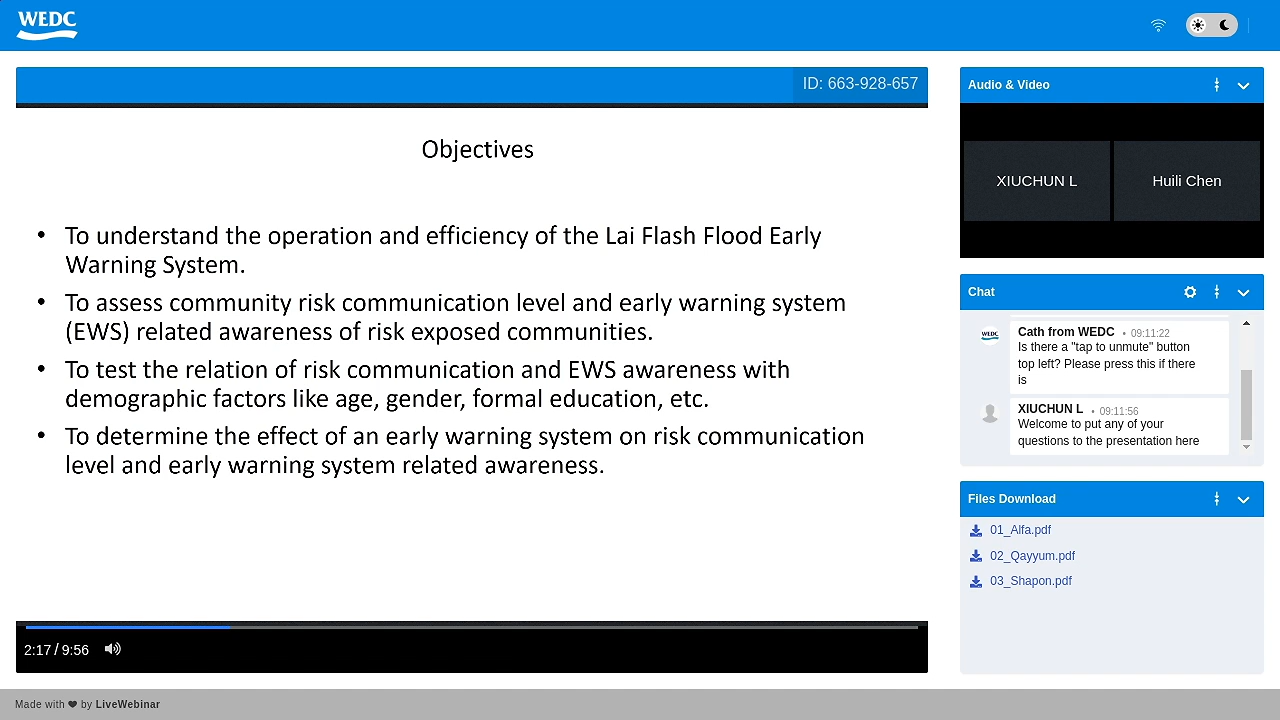 WEDC
ID: 663-928-657
Objectives
• To understand the operation and efficiency of the Lai Flash Flood Early
Warning System.
• To assess community risk communication level and early warning system
(EWS) related awareness of risk exposed communities.
• To test the relation of risk communication and EWS awareness with
demographic factors like age, gender, formal education, etc.
• To determine the effect of an early warning system on risk communication
level and early warning system related awareness.
2:17 / 9:56
Audio & Video
XIUCHUN L
Huili Chen
Chat
WEDC
Cath from WEDC • 09:11:22
Is there a "tap to unmute" button
top left? Please press this if there
is
XIUCHUN L • 09:11:56
Welcome to put any of your
questions to the presentation here
Files Download
01_Alfa.pdf
02_Qayyum.pdf
03_Shapon.pdf
Made with ❤ by LiveWebinar